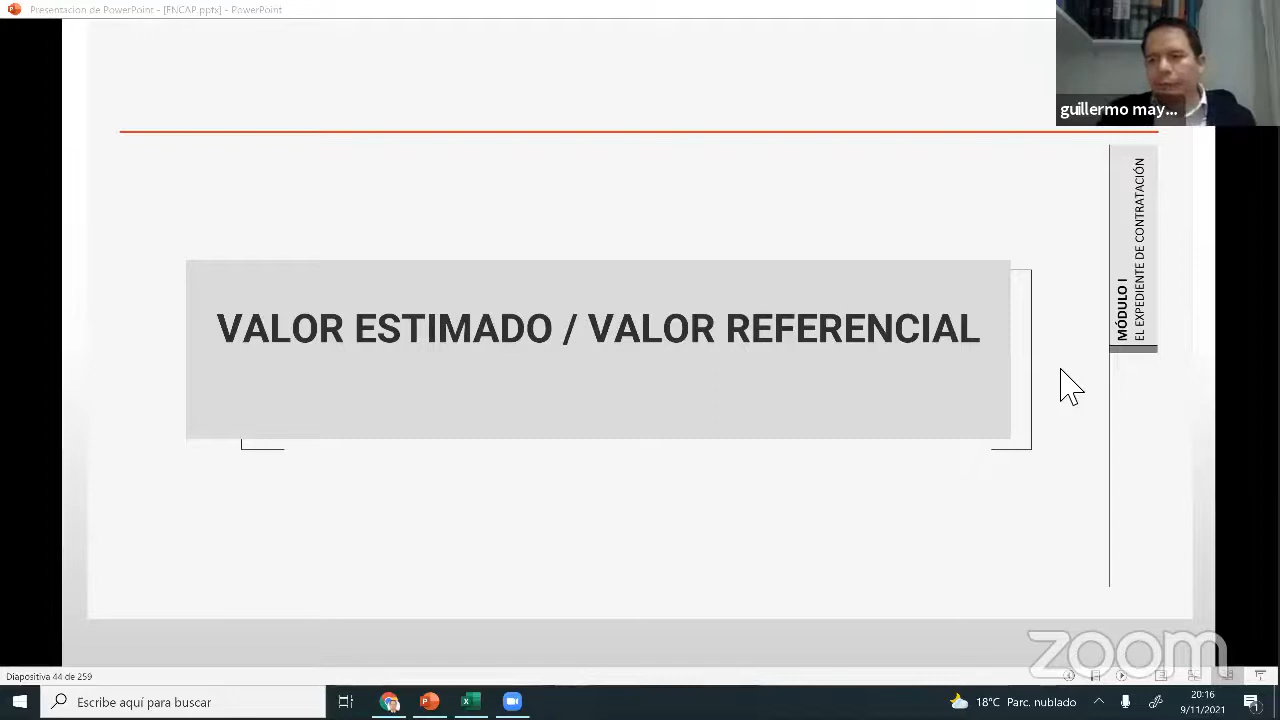 Presentación de PowerPoint - [ENCAP.pptx] - PowerPoint
guillermo may...
MÓDULO I
EL EXPEDIENTE DE CONTRATACIÓN
VALOR ESTIMADO / VALOR REFERENCIAL
zoom
Diapositiva 44 de 259
Escribe aquí para buscar
18°C Parc. nublado
20:16
9/11/2021
1